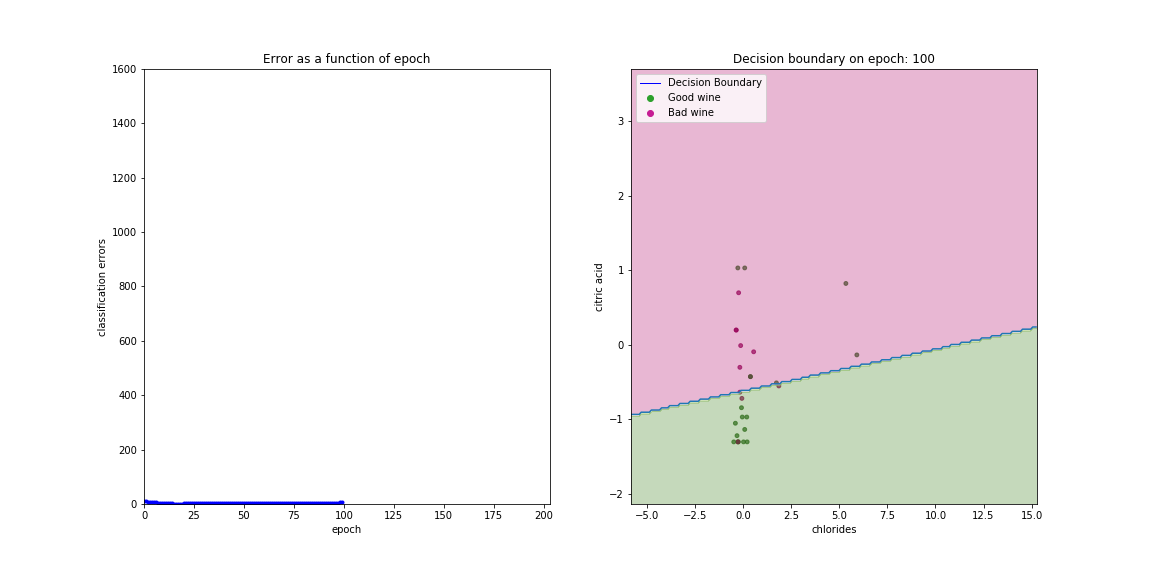 Error as a function of epoch
1600
1400
1200
1000
800
600
400
200
0
classification errors
0 25 50 75 100 125 150 175 200
epoch
Decision boundary on epoch: 100
Decision Boundary
Good wine
Bad wine
3
2
1
0
−1
−2
citric acid
−5.0 −2.5 0.0 2.5 5.0 7.5 10.0 12.5 15.0
chlorides